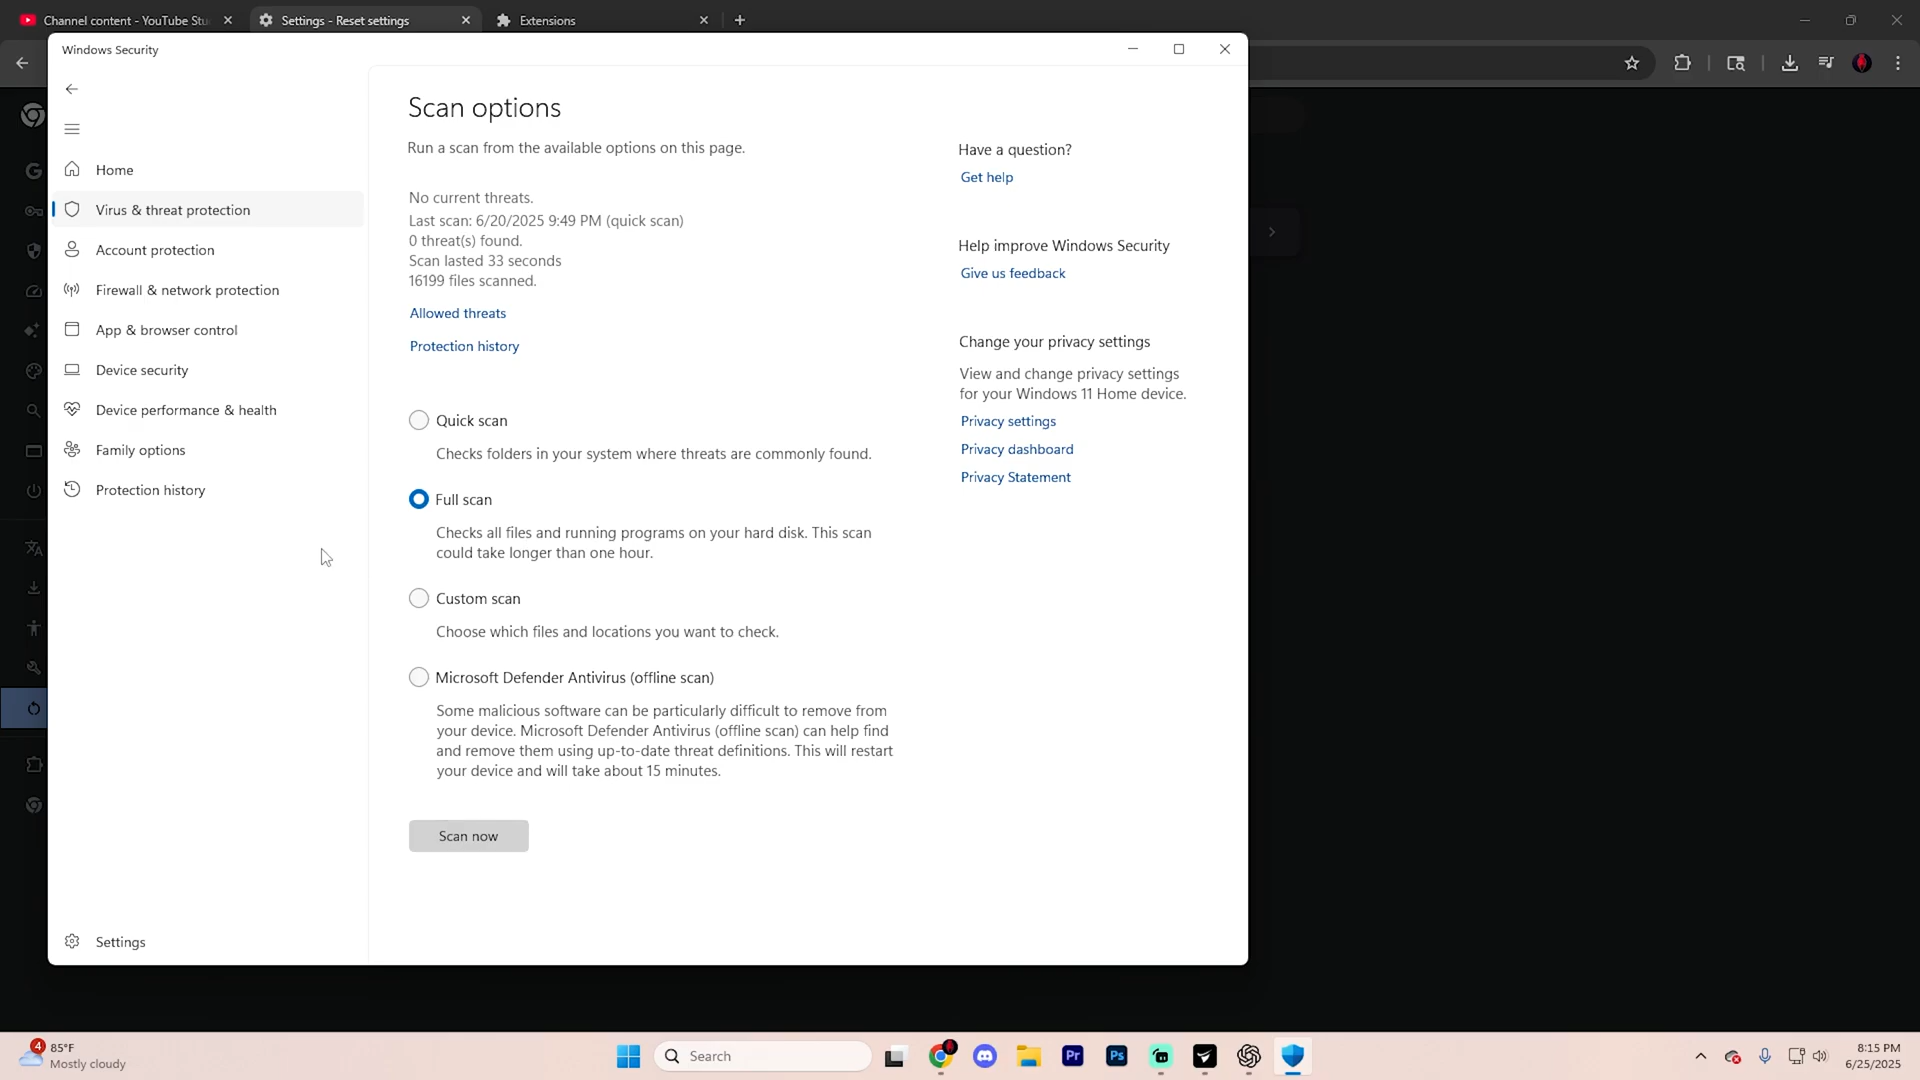 Channel content - YouTube Stu
Settings - Reset settings
Extensions
Windows Security
Home
Virus & threat protection
Account protection
Firewall & network protection
App & browser control
Device security
Device performance & health
Family options
Protection history
Settings
Scan options
Run a scan from the available options on this page.
No current threats.
Last scan: 6/20/2025 9:49 PM (quick scan)
0 threat(s) found.
Scan lasted 33 seconds
16199 files scanned.
Allowed threats
Protection history
Quick scan
Checks folders in your system where threats are commonly found.
Full scan
Checks all files and running programs on your hard disk. This scan
could take longer than one hour.
Custom scan
Choose which files and locations you want to check.
Microsoft Defender Antivirus (offline scan)
Some malicious software can be particularly difficult to remove from
your device. Microsoft Defender Antivirus (offline scan) can help find
and remove them using up-to-date threat definitions. This will restart
your device and will take about 15 minutes.
Scan now
Have a question?
Get help
Help improve Windows Security
Give us feedback
Change your privacy settings
View and change privacy settings
for your Windows 11 Home device.
Privacy settings
Privacy dashboard
Privacy Statement
4
85°F
Mostly cloudy
Search
Pr
Ps
8:15 PM
6/25/2025